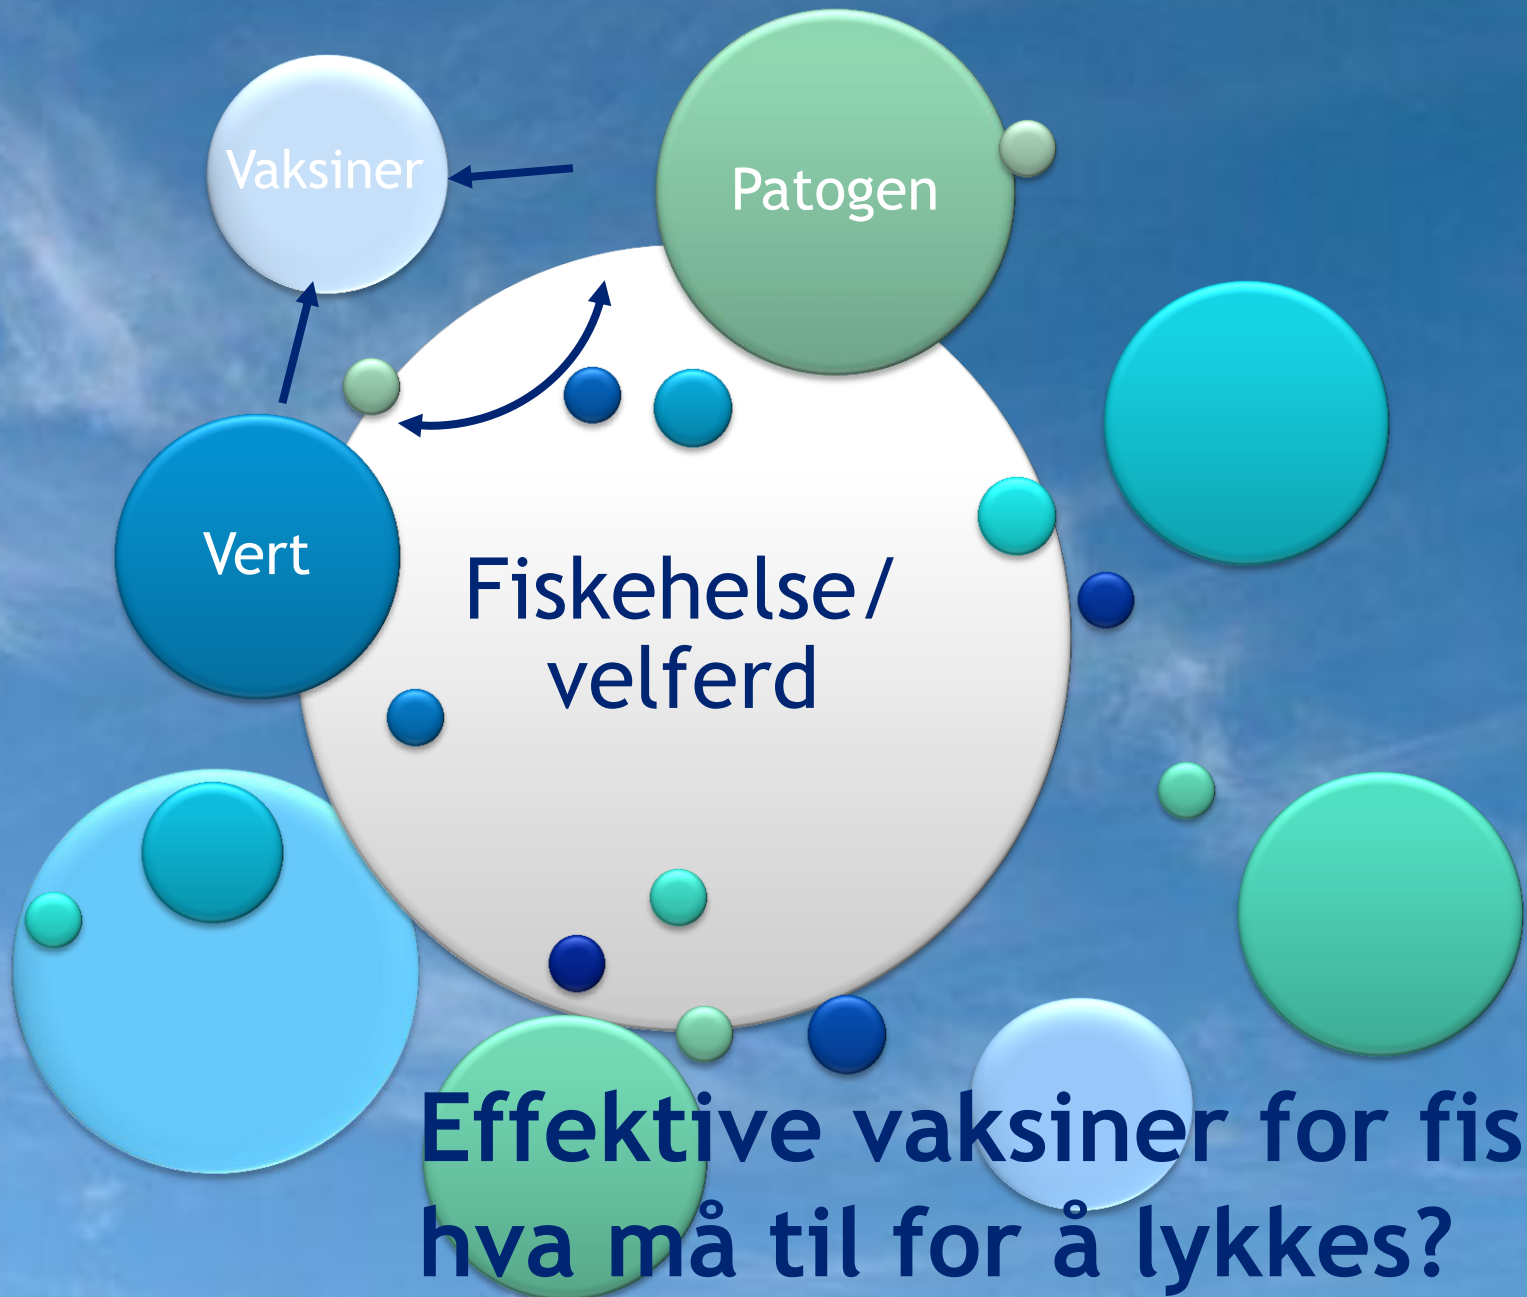 Vaksiner
Patogen
Vert
Fiskehelse/
velferd
Effektive vaksiner for fis
hva må til for å lykkes?